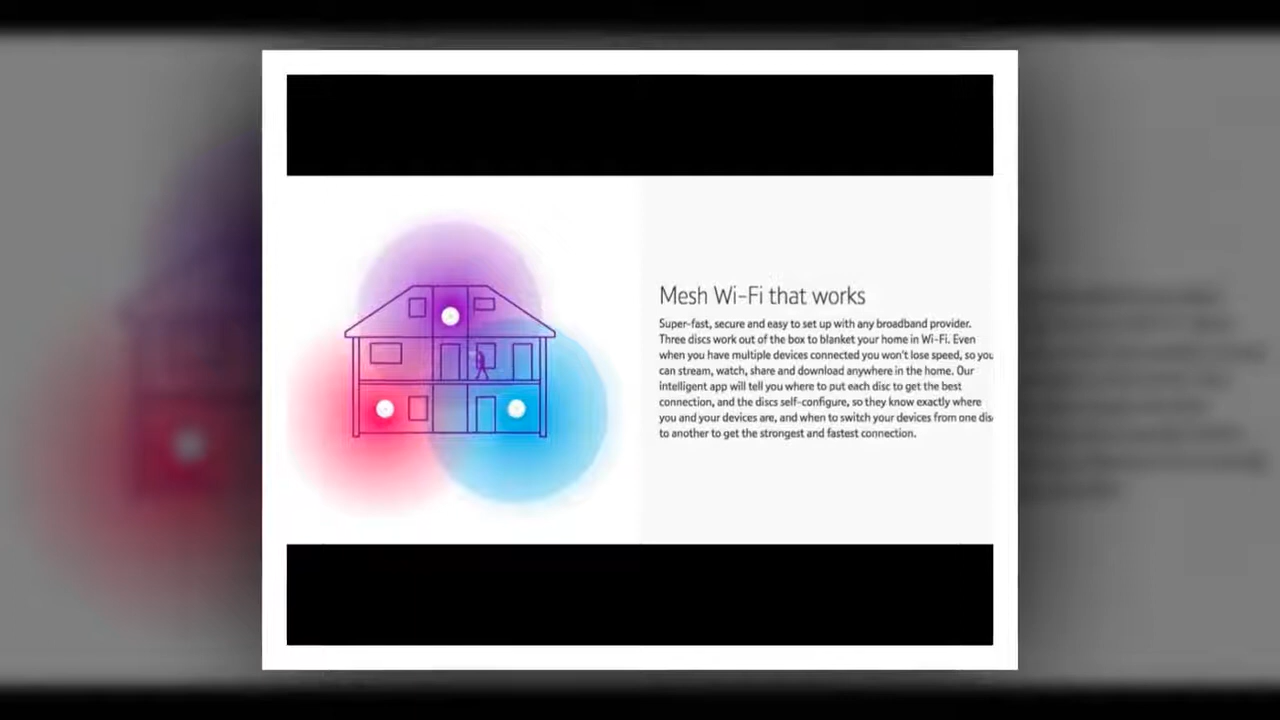 Mesh Wi-Fi that works
Super-fast, secure and easy to set up with any broadband provider.
Three discs work out of the box to blanket your home in Wi-Fi. Even
when you have multiple devices connected you won't lose speed, so you
can stream, watch, share and download anywhere in the home. Our
intelligent app will tell you where to put each disc to get the best
connection, and the discs self-configure, so they know exactly where
you and your devices are, and when to switch your devices from one dis
to another to get the strongest and fastest connection.